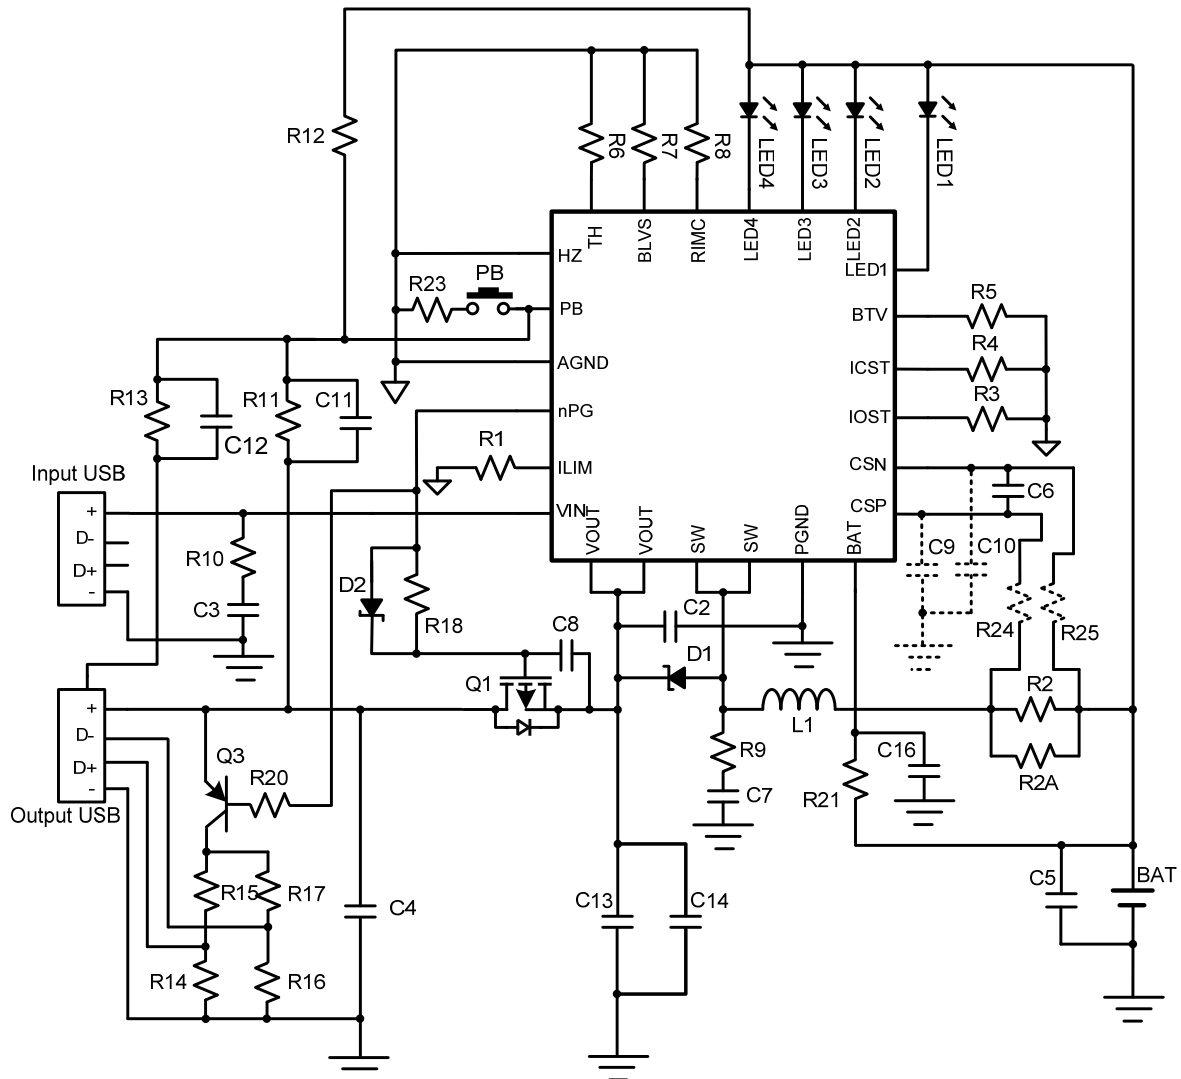 R12
R6
R7
R8
LED4
LED3
LED2
LED1
TH
BLVS
RIMC
LED4
LED3
LED2
HZ
LED1
R23
PB
PB
BTV
R5
AGND
ICST
R4
R13
C12
R11
C11
nPG
IOST
R3
R1
ILIM
CSN
C6
Input USB
+
D-
D+
-
VIN
VOUT
VOUT
SW
SW
PGND
BAT
CSP
C9
C10
R10
C3
D2
R18
C8
C2
R24
R25
Q1
D1
L1
R2
R2A
Output USB
+
D-
D+
-
Q3
R20
R9
C7
C16
R21
R15
R17
R14
R16
C4
C13
C14
C5
BAT